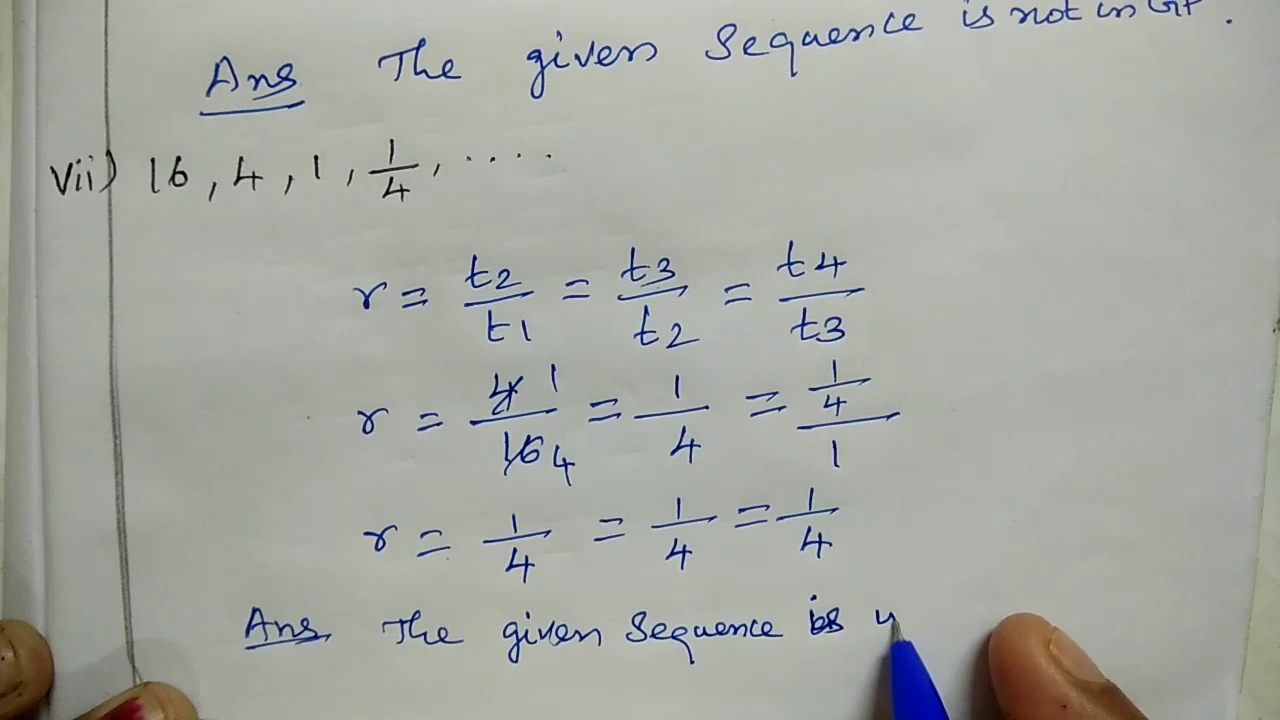 Ans The given Sequence is not in GP.
vii) 16, 4, 1, 1/4, ....
r = t2/t1 = t3/t2 = t4/t3
r = 4 1/16 4 = 1/4 = 1/4/1
r = 1/4 = 1/4 = 1/4
Ans The given Sequence is